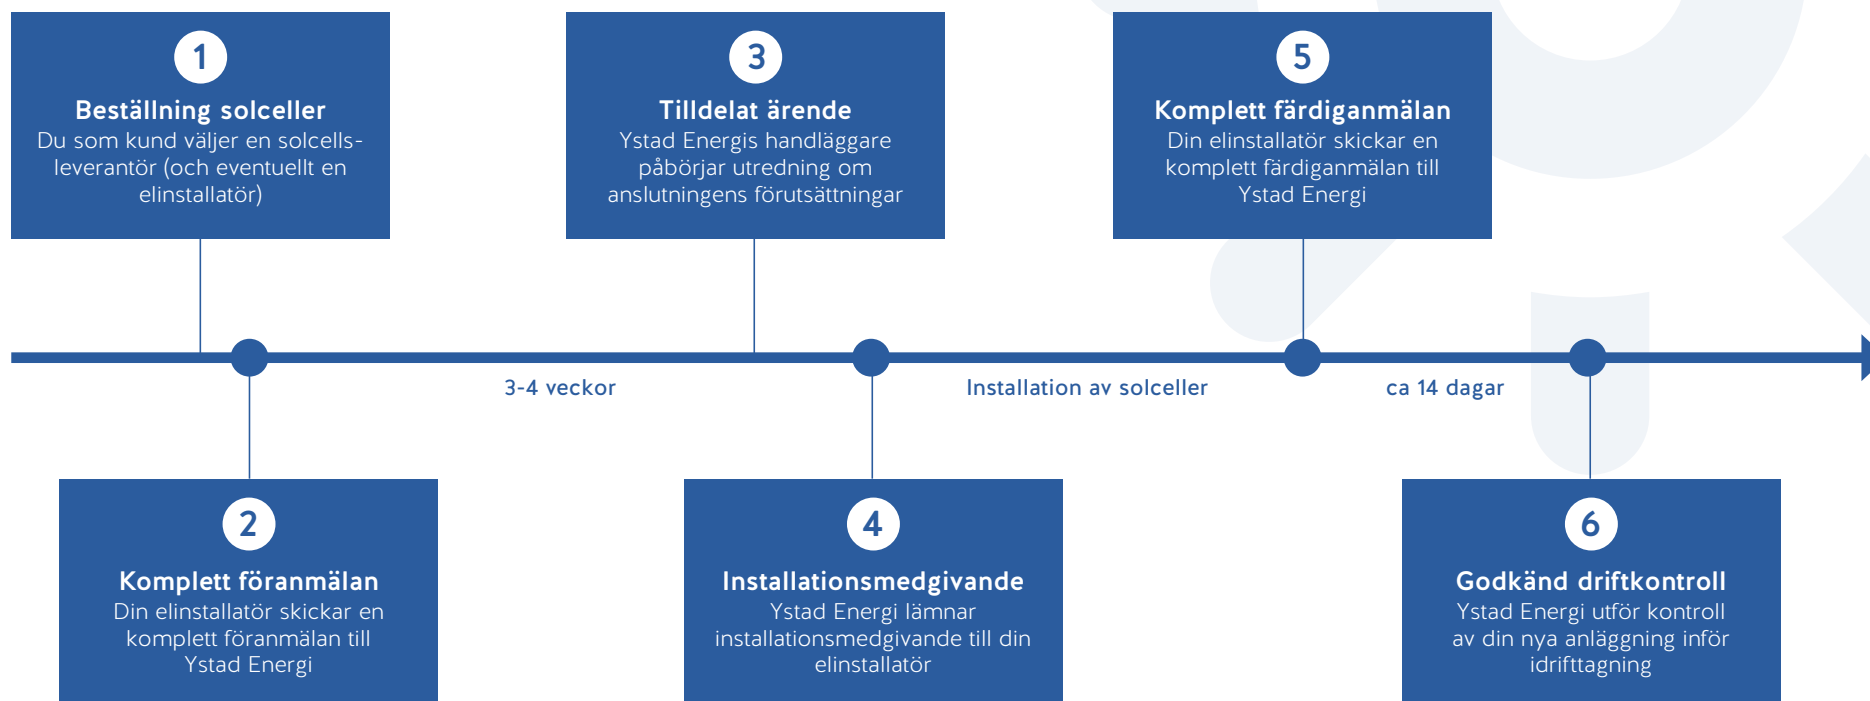 1
Beställning solceller
Du som kund väljer en solcells-
leverantör (och eventuellt en
elinstallatör)
3
Tilldelat ärende
Ystad Energis handläggare
påbörjar utredning om
anslutningens förutsättningar
5
Komplett färdiganmälan
Din elinstallatör skickar en
komplett färdiganmälan till
Ystad Energi
3-4 veckor
Installation av solceller
ca 14 dagar
2
Komplett föranmälan
Din elinstallatör skickar en
komplett föranmälan till
Ystad Energi
4
Installationsmedgivande
Ystad Energi lämnar
installationsmedgivande till din
elinstallatör
6
Godkänd driftkontroll
Ystad Energi utför kontroll
av din nya anläggning inför
idrifttagning